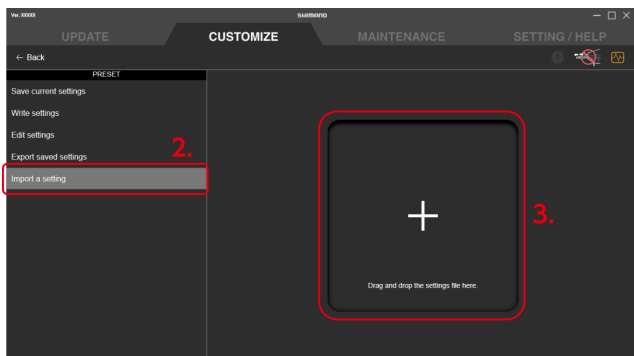 Ver. XXXXX
SHIMANO
UPDATE
CUSTOMIZE
MAINTENANCE
SETTING / HELP
← Back
1
PRESET
Save current settings
Write settings
Edit settings
Export saved settings
2.
Import a setting
3.
Drag and drop the settings file here.